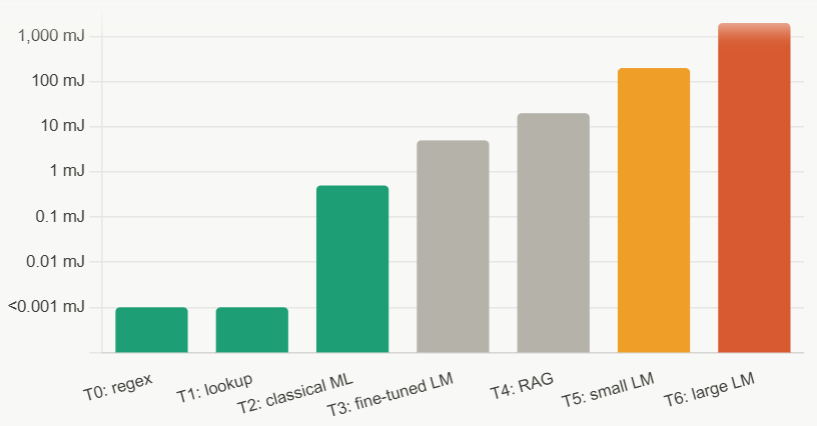 1,000 mJ
100 mJ
10 mJ
1 mJ
0.1 mJ
0.01 mJ
<0.001 mJ
T0: regex
T1: lookup
T2: classical ML
T3: fine-tuned LM
T4: RAG
T5: small LM
T6: large LM